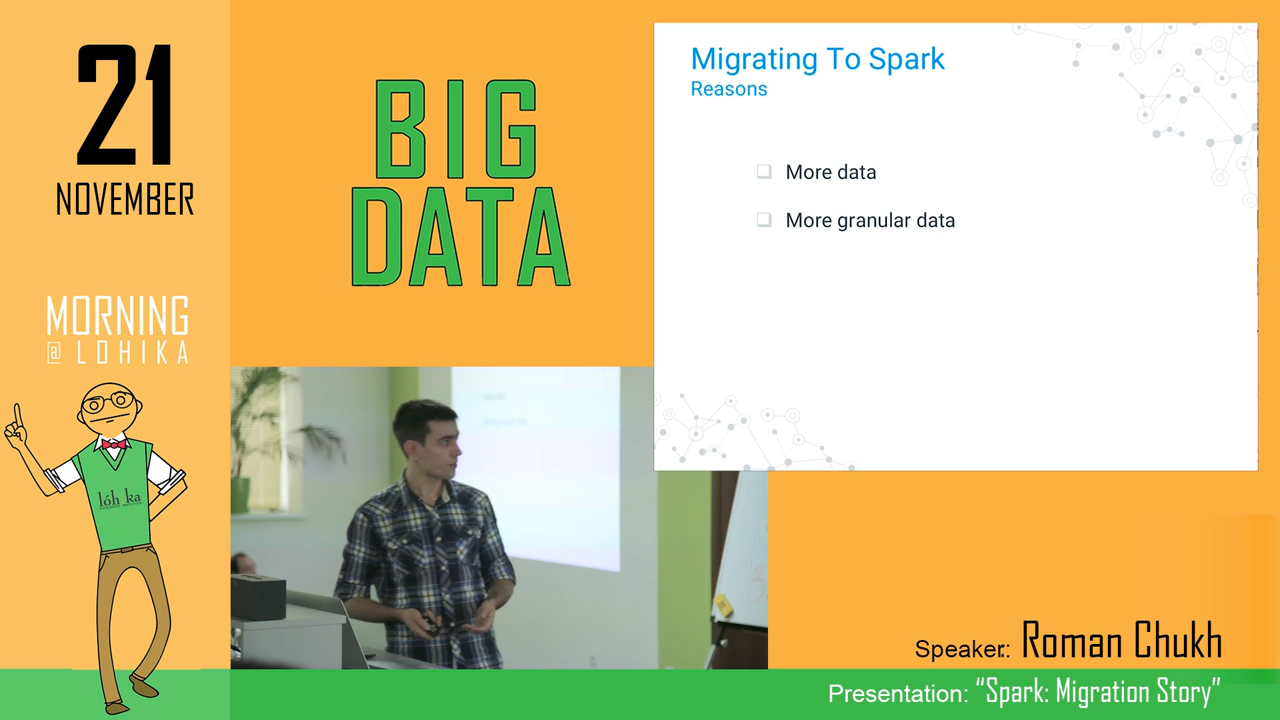 21
NOVEMBER
MORNING
@ LOHIKA
lóh ka
BIG
DATA
Migrating To Spark
Reasons
More data
More granular data
Speaker: Roman Chukh
Presentation: “Spark: Migration Story”